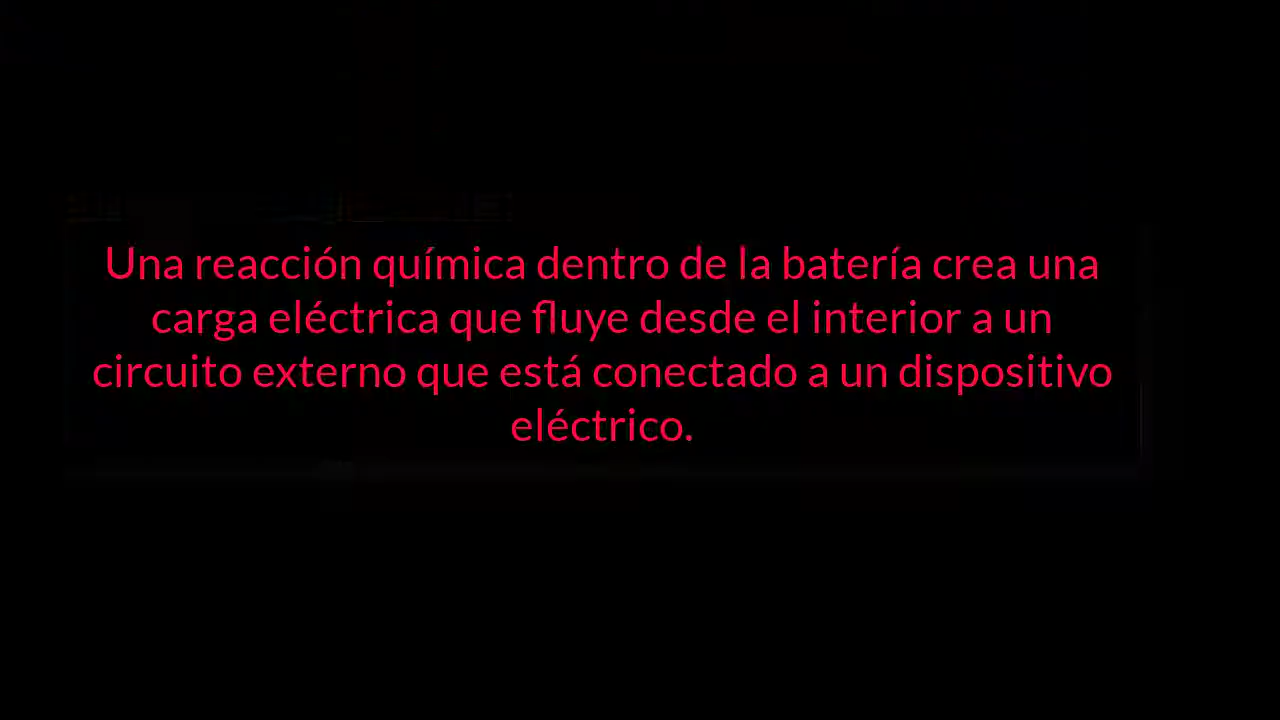 Una reacción química dentro de la batería crea una
carga eléctrica que fluye desde el interior a un
circuito externo que está conectado a un dispositivo
eléctrico.